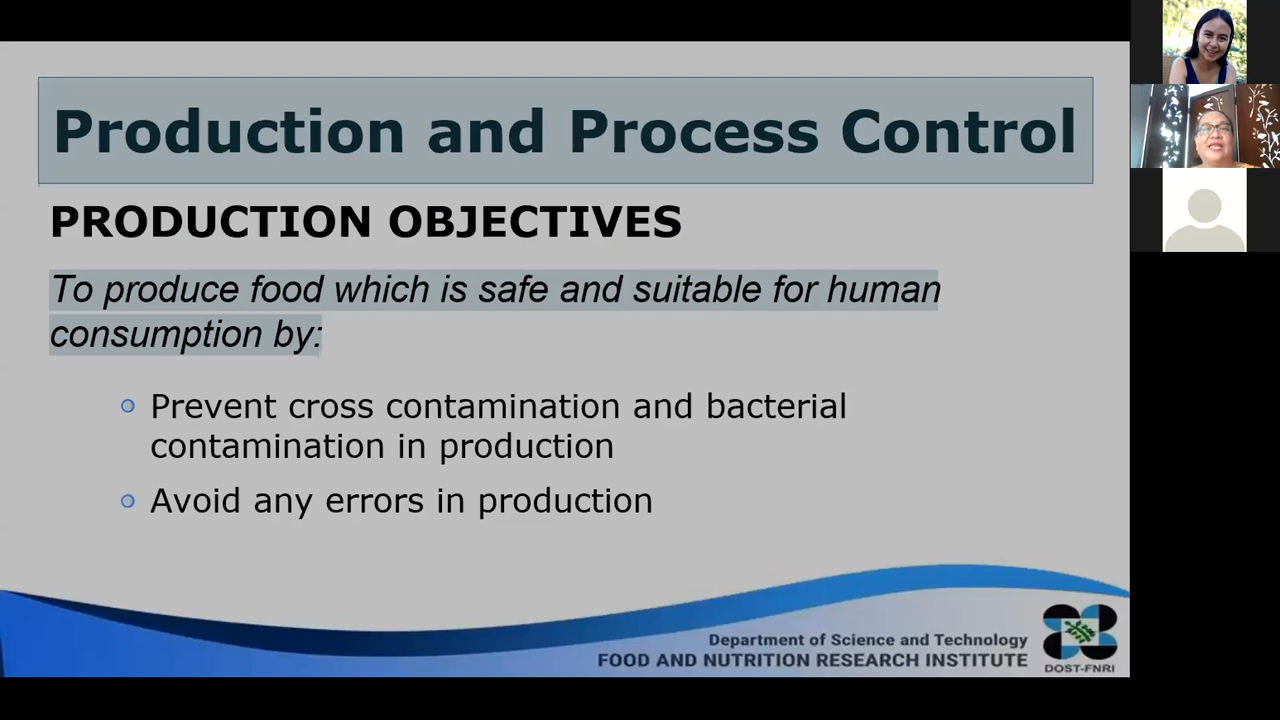 Production and Process Control
PRODUCTION OBJECTIVES
To produce food which is safe and suitable for human
consumption by:
Prevent cross contamination and bacterial
contamination in production
Avoid any errors in production
Department of Science and Technology
FOOD AND NUTRITION RESEARCH INSTITUTE
DOST-FNRI